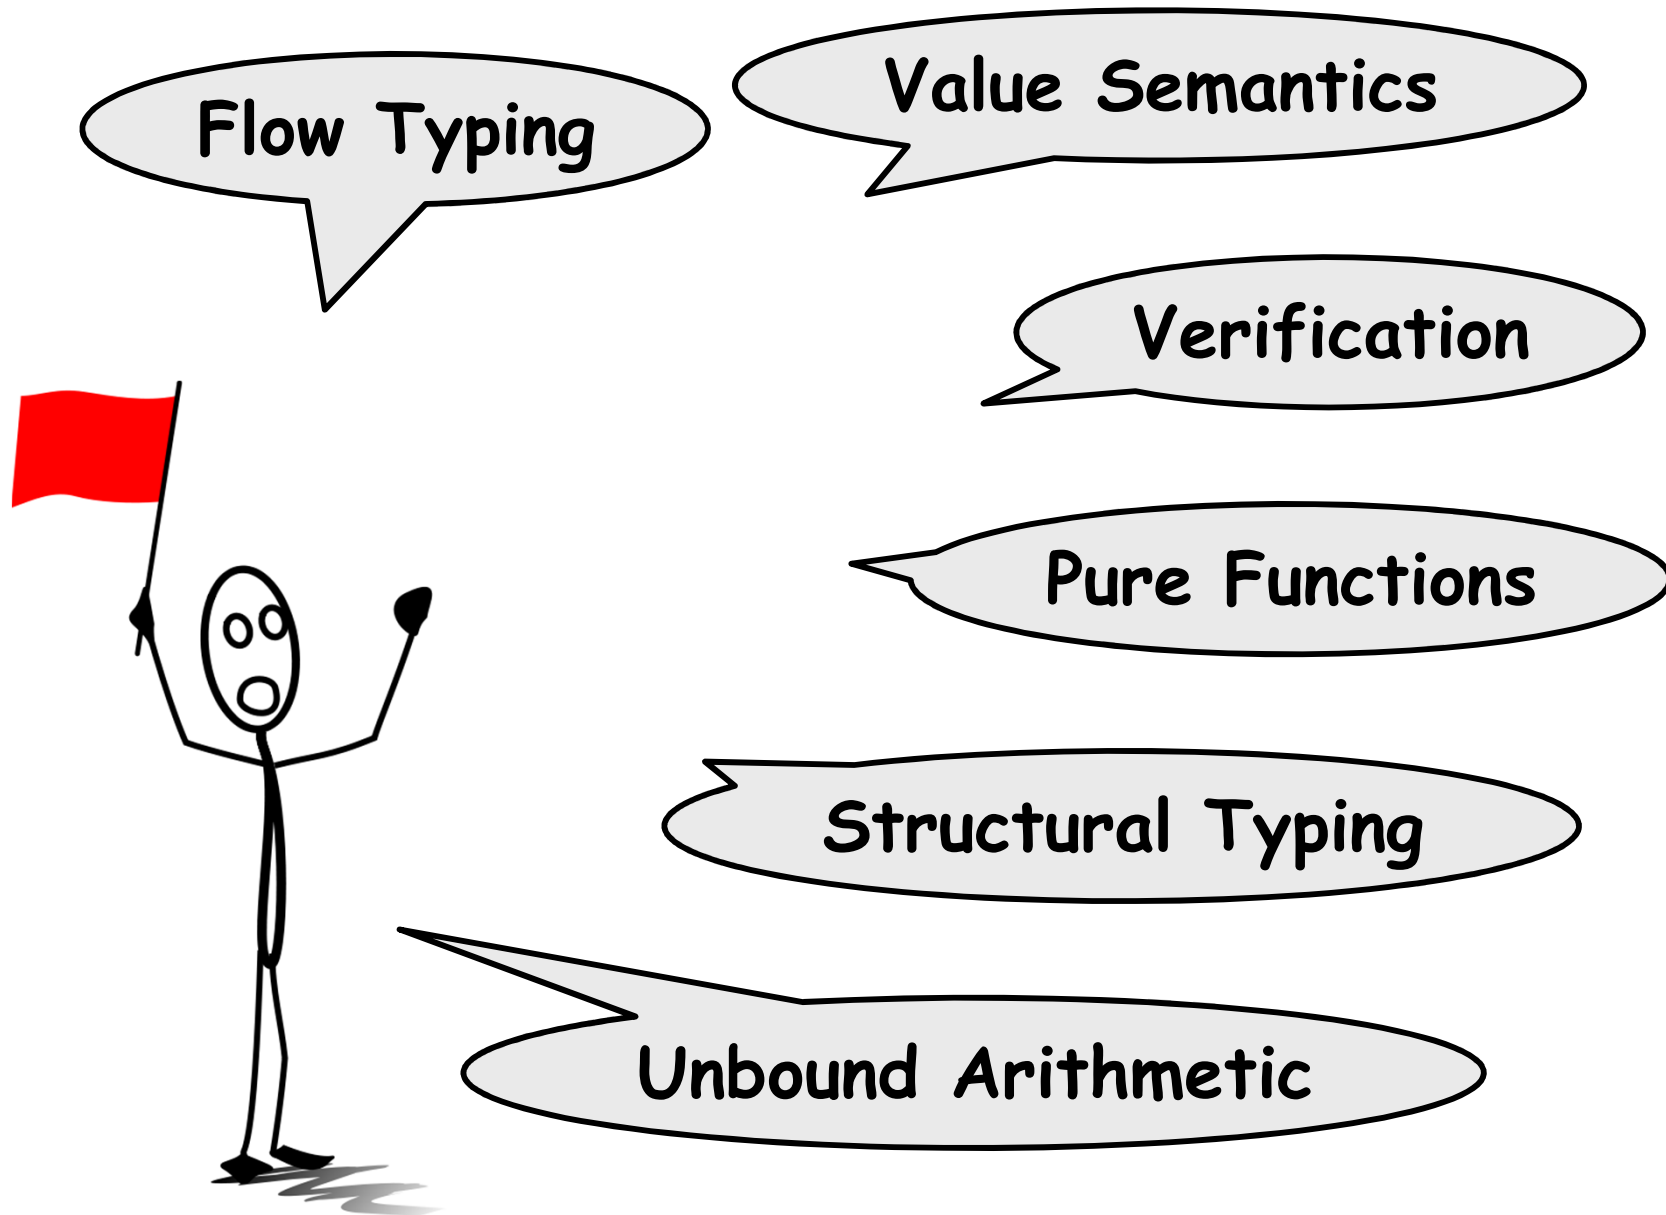 Flow Typing
Value Semantics
Verification
Pure Functions
Structural Typing
Unbound Arithmetic